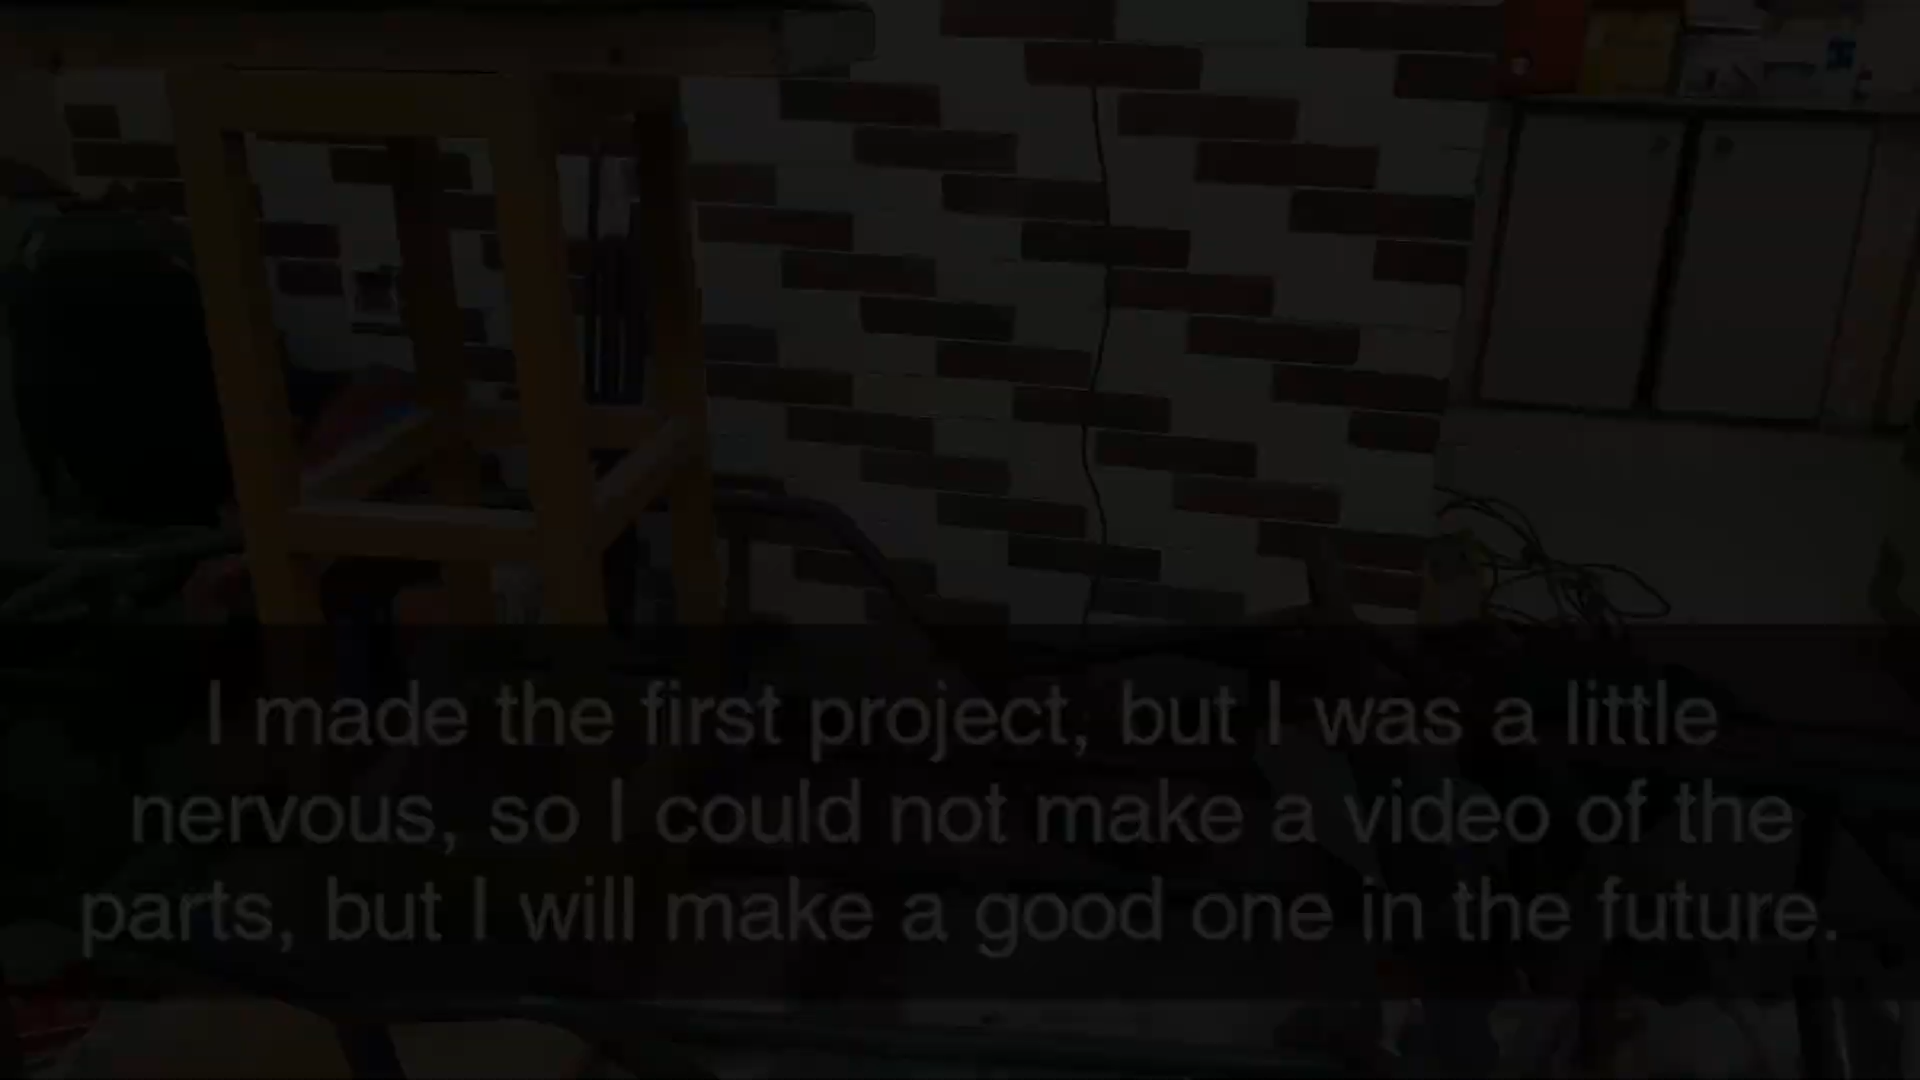 I made the first project, but I was a little
nervous, so I could not make a video of the
parts, but I will make a good one in the future.